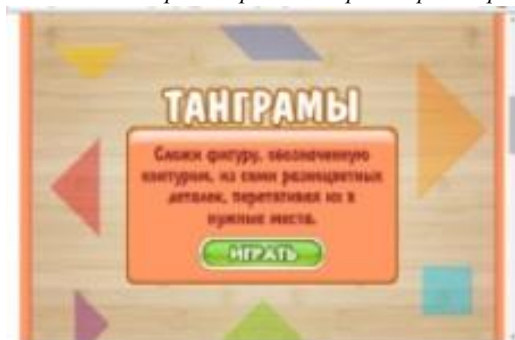 ТАНГРАМЫ
Сложи фигуру, обозначенную
контуром, из семи разноцветных
деталей, перетягивая их в
нужные места.
ИГРАТЬ